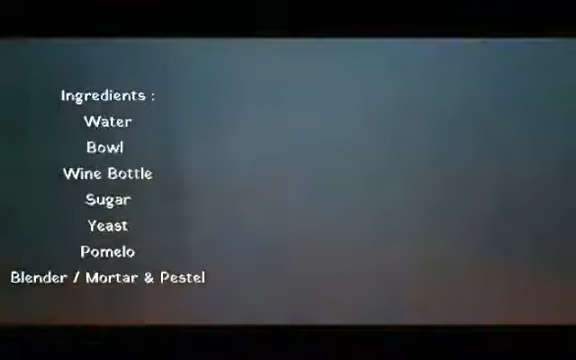 Ingredients :
Water
Bowl
Wine Bottle
Sugar
Yeast
Pomelo
Blender / Mortar & Pestel